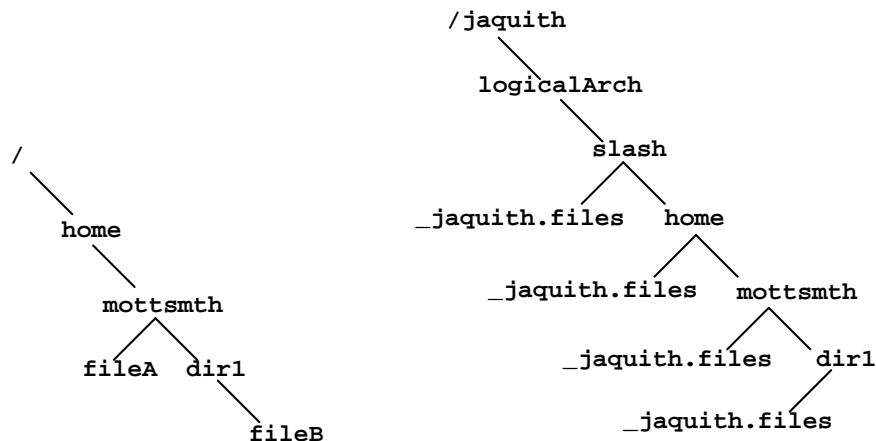 /jaquith
logicalArch
/
slash
home
_jaquith.files home
mottsmth
_jaquith.files mottsmth
fileA dir1
_jaquith.files dir1
fileB
_jaquith.files